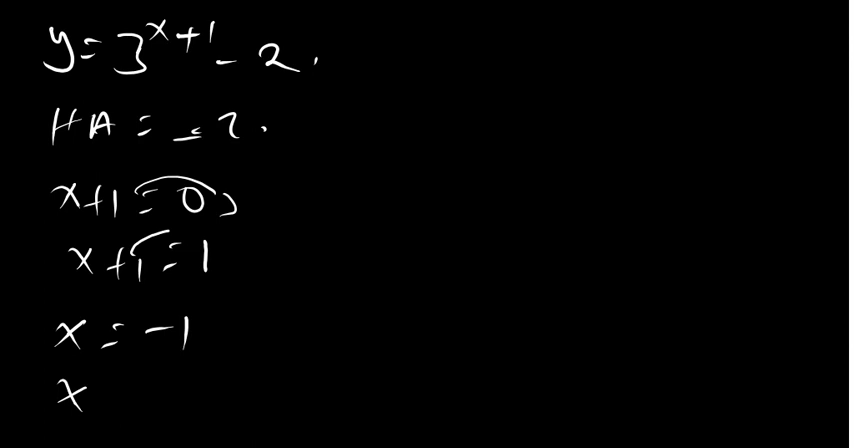 y = 3^x+1 - 2.
HA = -2.
x+1 = 0
x+1 = 1
x = -1
x